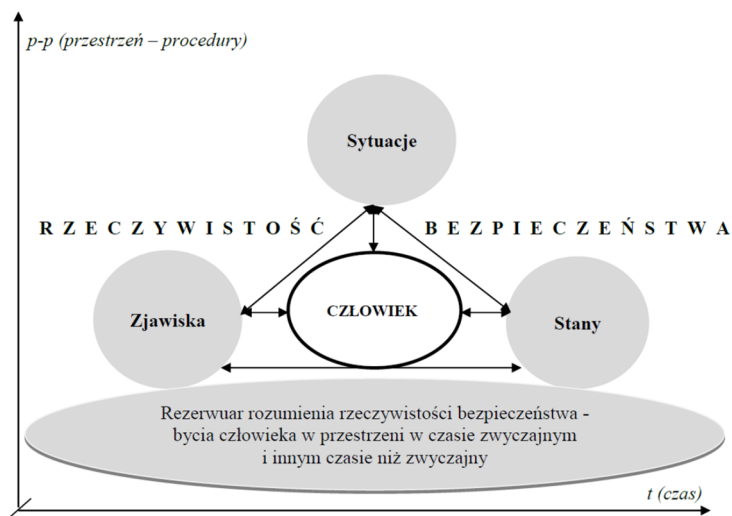 p-p (przestrzeń – procedury)
Sytuacje
R Z E C Z Y W I S T O Ś Ć B E Z P I E C Z E Ń S T W A
Zjawiska
CZŁOWIEK
Stany
Rezerwuar rozumienia rzeczywistości bezpieczeństwa -
bycia człowieka w przestrzeni w czasie zwyczajnym
i innym czasie niż zwyczajny
t (czas)